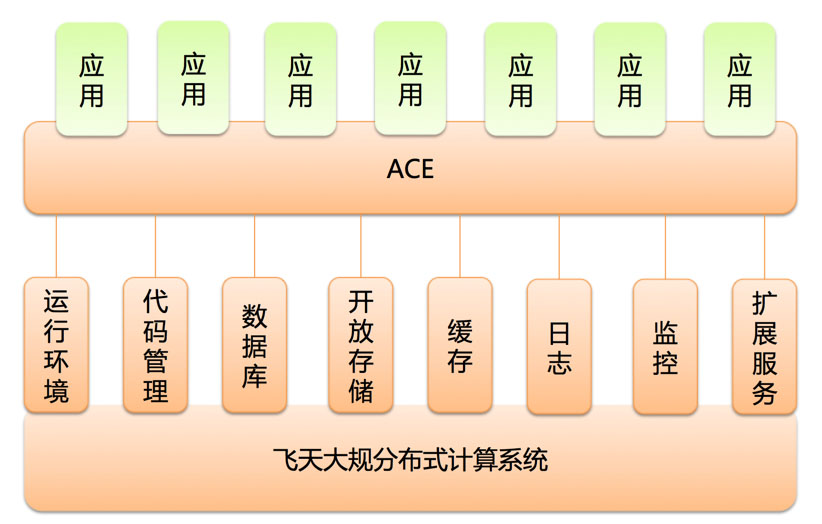 应用
应用
应用
应用
应用
应用
应用
ACE
运行环境
代码管理
数据库
开放存储
缓存
日志
监控
扩展服务
飞天大规分布式计算系统